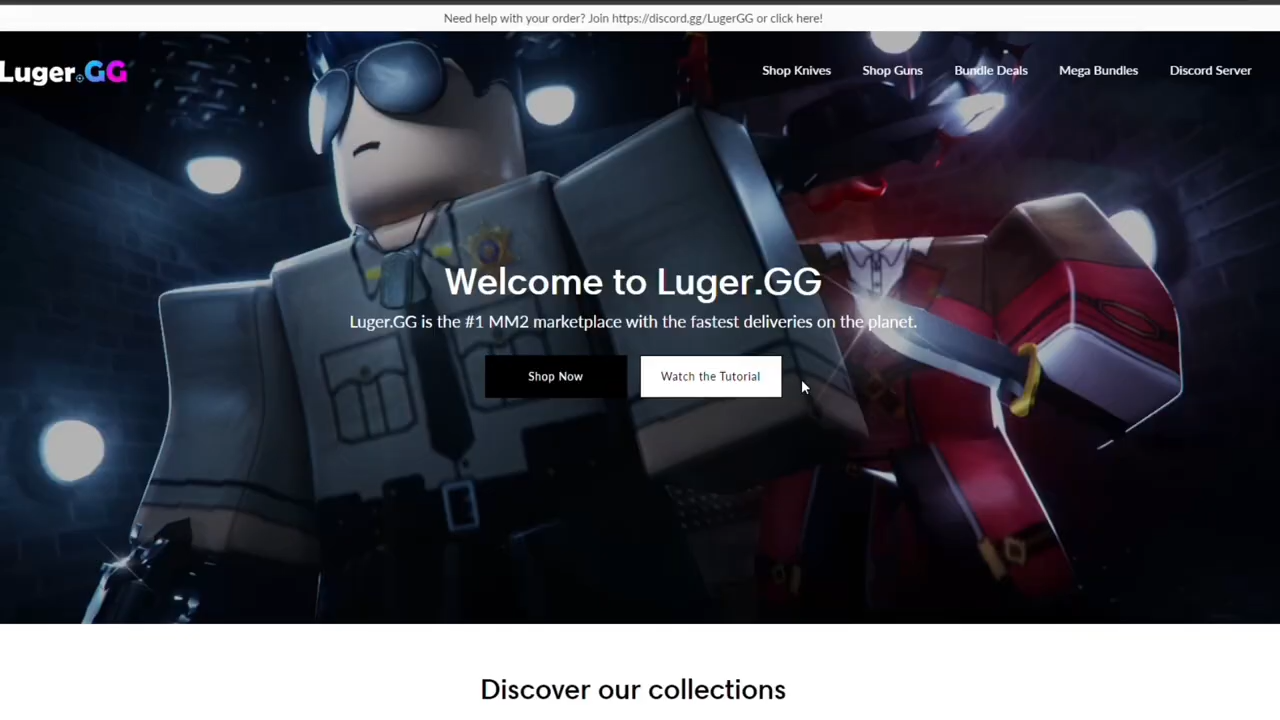 Need help with your order? Join https://discord.gg/LugerGG or click here!
Luger.GG
Shop Knives
Shop Guns
Bundle Deals
Mega Bundles
Discord Server
Welcome to Luger.GG
Luger.GG is the #1 MM2 marketplace with the fastest deliveries on the planet.
Shop Now
Watch the Tutorial
Discover our collections